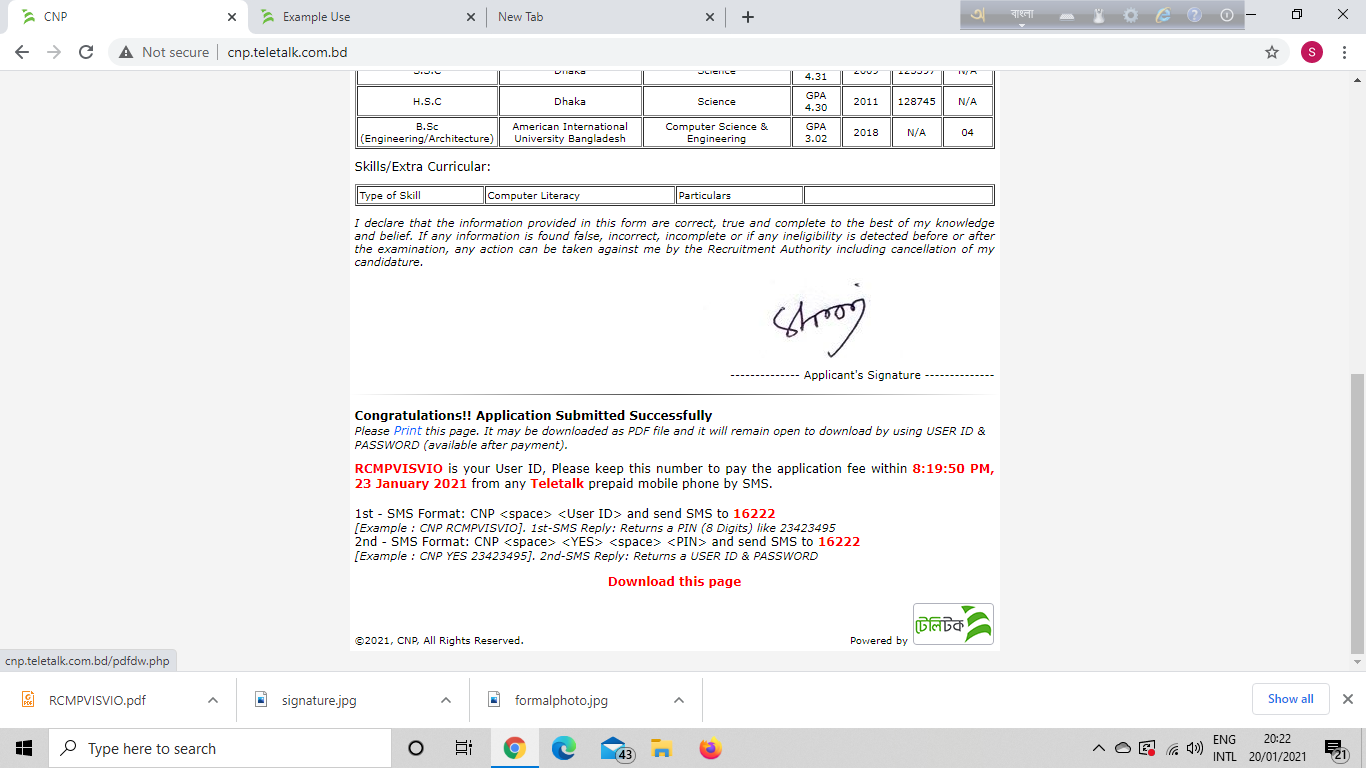 CNP
Example Use
New Tab
অ বাংলা
Not secure cnp.teletalk.com.bd
S
S.S.C Dhaka Science 4.31 2009 N/A
H.S.C Dhaka Science GPA 4.30 2011 128745 N/A
B.Sc (Engineering/Architecture) American International University Bangladesh Computer Science & Engineering GPA 3.02 2018 N/A 04
Skills/Extra Curricular:
Type of Skill Computer Literacy Particulars
I declare that the information provided in this form are correct, true and complete to the best of my knowledge
and belief. If any information is found false, incorrect, incomplete or if any ineligibility is detected before or after
the examination, any action can be taken against me by the Recruitment Authority including cancellation of my
candidature.
-------------- Applicant's Signature --------------
Congratulations!! Application Submitted Successfully
Please Print this page. It may be downloaded as PDF file and it will remain open to download by using USER ID &
PASSWORD (available after payment).
RCMPVISVIO is your User ID, Please keep this number to pay the application fee within 8:19:50 PM,
23 January 2021 from any Teletalk prepaid mobile phone by SMS.
1st - SMS Format: CNP <space> <User ID> and send SMS to 16222
[Example : CNP RCMPVISVIO]. 1st-SMS Reply: Returns a PIN (8 Digits) like 23423495
2nd - SMS Format: CNP <space> <YES> <space> <PIN> and send SMS to 16222
[Example : CNP YES 23423495]. 2nd-SMS Reply: Returns a USER ID & PASSWORD
Download this page
©2021, CNP, All Rights Reserved.
Powered by টেলিটক
cnp.teletalk.com.bd/pdfdw.php
RCMPVISVIO.pdf
signature.jpg
formalphoto.jpg
Show all
Type here to search
43
ENG
INTL
20:22
20/01/2021
21